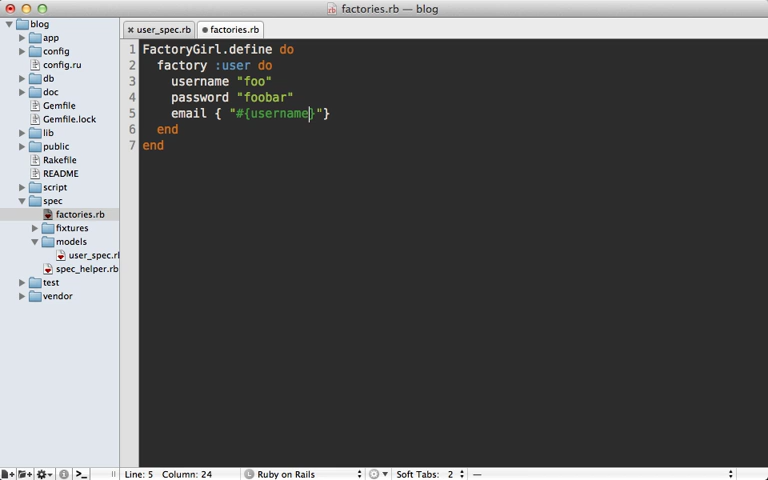 factories.rb — blog
blog
app
config
config.ru
db
doc
Gemfile
Gemfile.lock
lib
public
Rakefile
README
script
spec
factories.rb
fixtures
models
user_spec.rl
spec_helper.rb
test
vendor
user_spec.rb
factories.rb
1 FactoryGirl.define do
2 factory :user do
3 username "foo"
4 password "foobar"
5 email { "#{username}"}
6 end
7 end
Line: 5 Column: 24
Ruby on Rails
Soft Tabs: 2
—